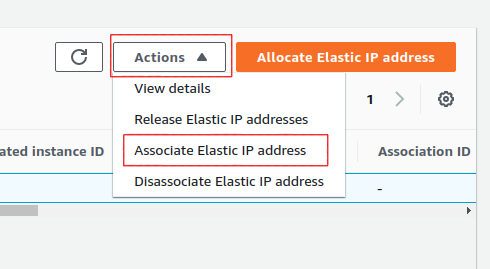 Actions
Allocate Elastic IP address
View details
1
Release Elastic IP addresses
Associate Elastic IP address
ated instance ID
Association ID
Disassociate Elastic IP address
-